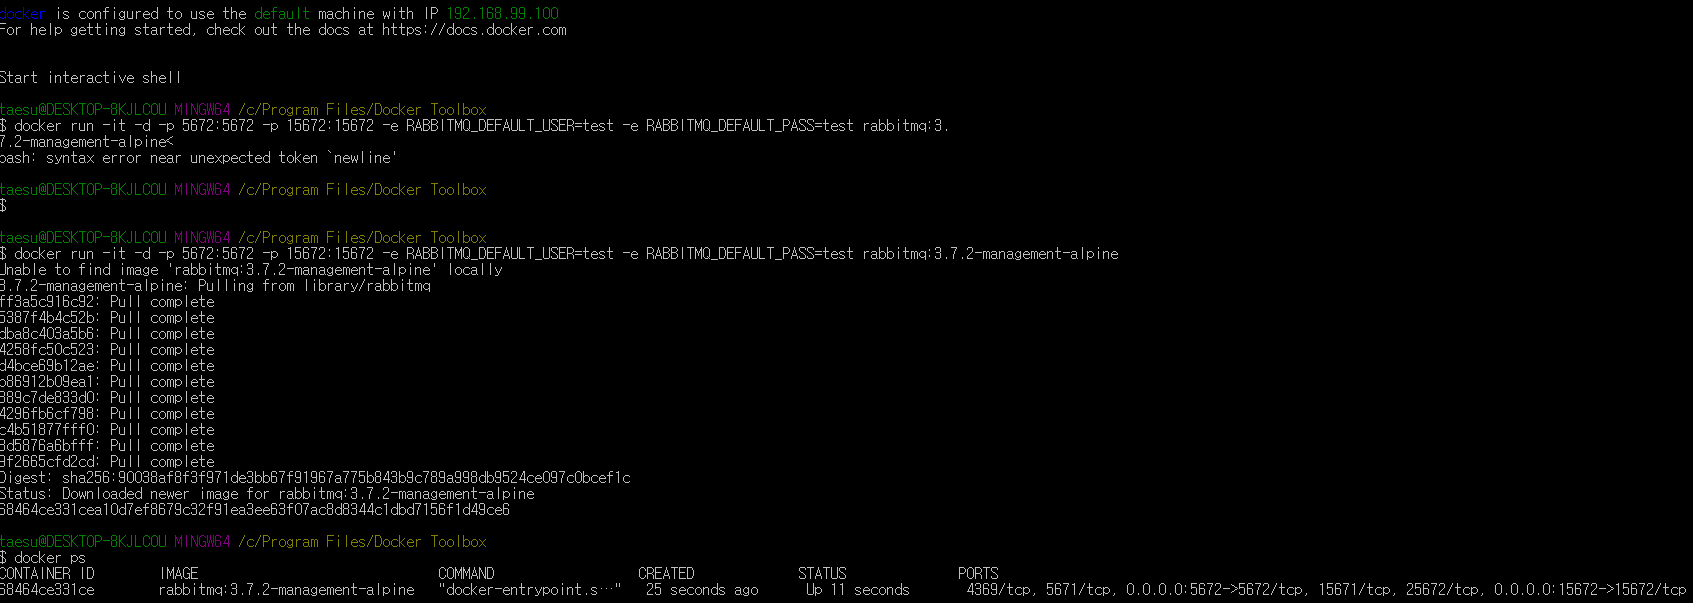 docker is configured to use the default machine with IP 192.168.99.100
For help getting started, check out the docs at https://docs.docker.com
Start interactive shell
taesu@DESKTOP-8KJLCOU MINGW64 /c/Program Files/Docker Toolbox
$ docker run -it -d -p 5672:5672 -p 15672:15672 -e RABBITMQ_DEFAULT_USER=test -e RABBITMQ_DEFAULT_PASS=test rabbitmq:3.
7.2-management-alpine<
bash: syntax error near unexpected token `newline'
taesu@DESKTOP-8KJLCOU MINGW64 /c/Program Files/Docker Toolbox
$
taesu@DESKTOP-8KJLCOU MINGW64 /c/Program Files/Docker Toolbox
$ docker run -it -d -p 5672:5672 -p 15672:15672 -e RABBITMQ_DEFAULT_USER=test -e RABBITMQ_DEFAULT_PASS=test rabbitmq:3.7.2-management-alpine
Unable to find image 'rabbitmq:3.7.2-management-alpine' locally
3.7.2-management-alpine: Pulling from library/rabbitmq
ff3a5c916c92: Pull complete
5387f4b4c52b: Pull complete
dba8c403a5b6: Pull complete
4258fc50c523: Pull complete
d4bce69b12ae: Pull complete
b86912b09ea1: Pull complete
889c7de833d0: Pull complete
4296fb6cf798: Pull complete
c4b51877fff0: Pull complete
8d5876a6bfff: Pull complete
9f2665cfd2cd: Pull complete
Digest: sha256:90038af8f3f971de3bb67f91967a775b843b9c789a998db9524ce097c0bcef1c
Status: Downloaded newer image for rabbitmq:3.7.2-management-alpine
68464ce331cea10d7ef8679c32f91ea3ee63f07ac8d8344c1dbd7156f1d49ce6
taesu@DESKTOP-8KJLCOU MINGW64 /c/Program Files/Docker Toolbox
$ docker ps
CONTAINER ID IMAGE COMMAND CREATED STATUS PORTS
68464ce331ce rabbitmq:3.7.2-management-alpine "docker-entrypoint.s…" 25 seconds ago Up 11 seconds 4369/tcp, 5671/tcp, 0.0.0.0:5672->5672/tcp, 15671/tcp, 25672/tcp, 0.0.0.0:15672->15672/tcp